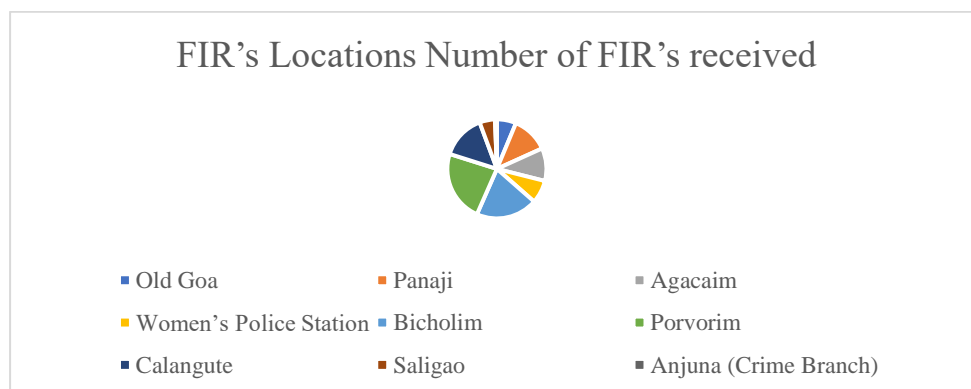 FIR’s Locations Number of FIR’s received
Old Goa Panaji Agacaim
Women’s Police Station Bicholim Porvorim
Calangute Saligao Anjuna (Crime Branch)